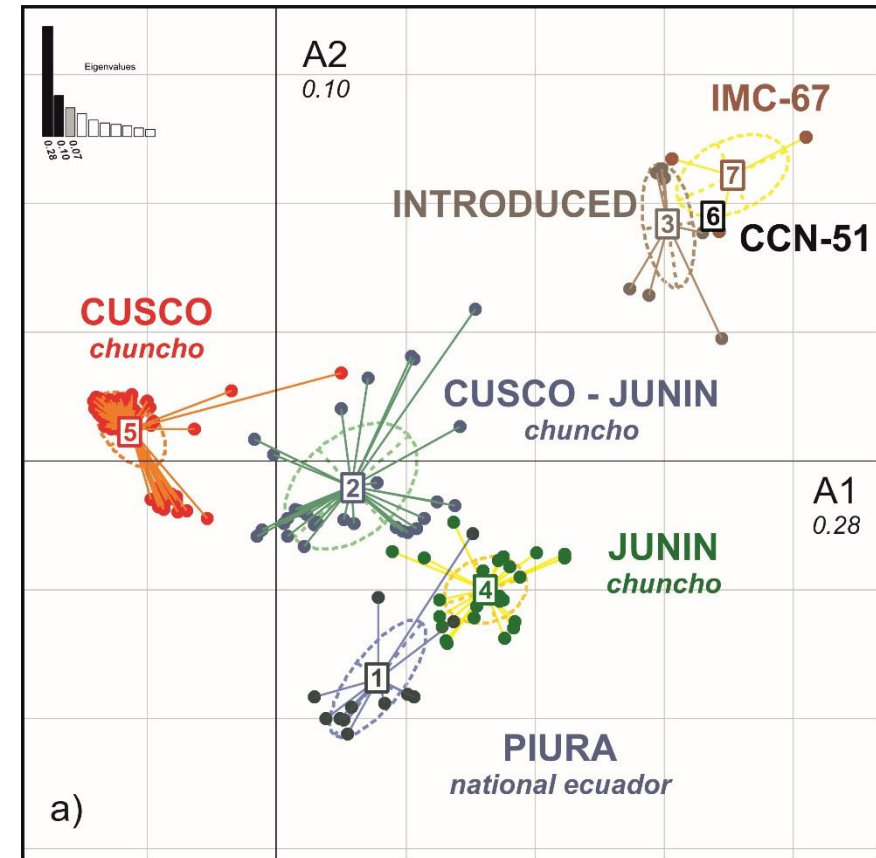 Eigenvalues
0.28
0.10
0.07
A2
0.10
IMC-67
7
INTRODUCED
6
3
CCN-51
CUSCO
chuncho
5
CUSCO - JUNIN
chuncho
2
A1
0.28
JUNIN
chuncho
4
1
PIURA
national ecuador
a)